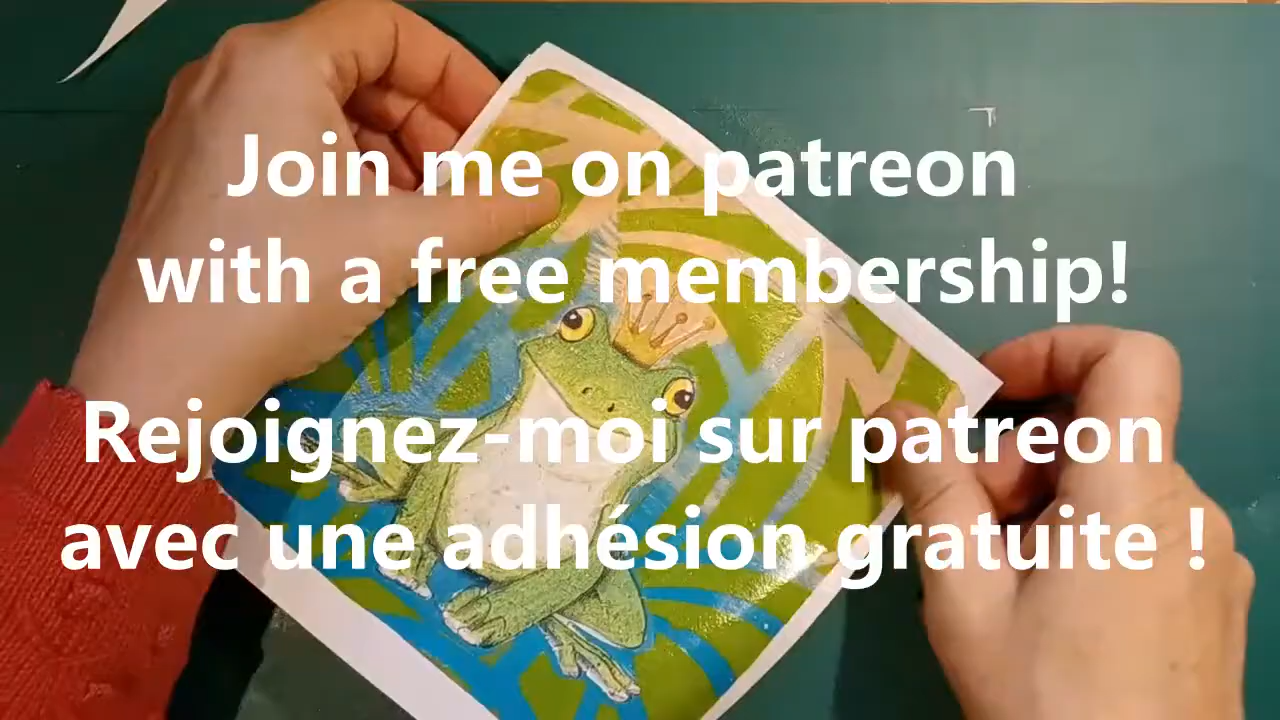 Join me on patreon
with a free membership!
Rejoignez-moi sur patreon
avec une adhésion gratuite !